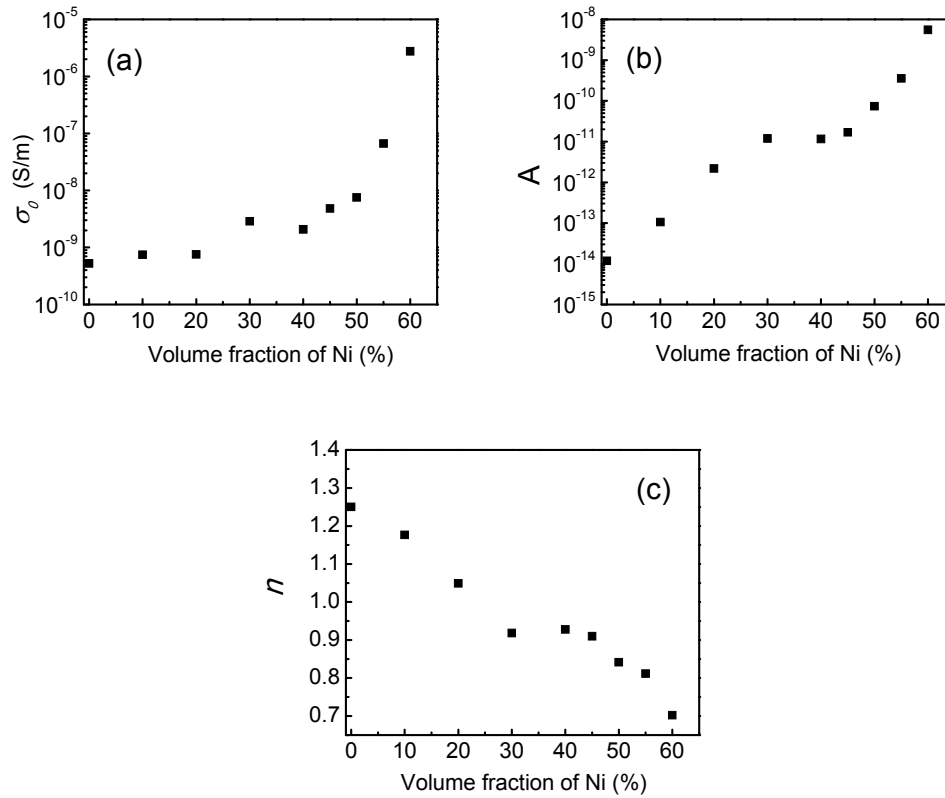 (a)
σ₀ (S/m)
10⁻⁵
10⁻⁶
10⁻⁷
10⁻⁸
10⁻⁹
10⁻¹⁰
0 10 20 30 40 50 60
Volume fraction of Ni (%)
(b)
A
10⁻⁸
10⁻⁹
10⁻¹⁰
10⁻¹¹
10⁻¹²
10⁻¹³
10⁻¹⁴
10⁻¹⁵
0 10 20 30 40 50 60
Volume fraction of Ni (%)
(c)
n
1.4
1.3
1.2
1.1
1.0
0.9
0.8
0.7
0 10 20 30 40 50 60
Volume fraction of Ni (%)